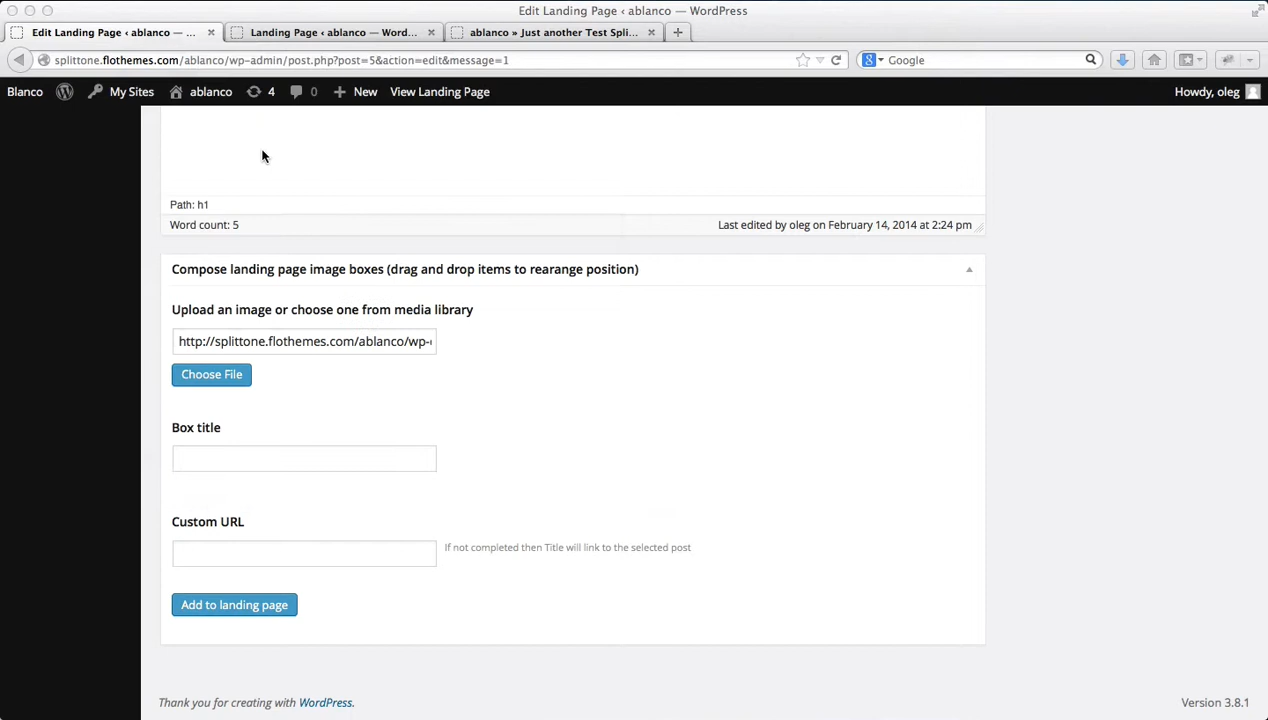 Edit Landing Page ‹ ablanco — WordPress
Edit Landing Page ‹ ablanco — ...
Landing Page ‹ ablanco — Word...
ablanco » Just another Test Spli...
splittone.flothemes.com/ablanco/wp-admin/post.php?post=5&action=edit&message=1
Google
Blanco My Sites ablanco 4 0 New View Landing Page Howdy, oleg
Path: h1
Word count: 5 Last edited by oleg on February 14, 2014 at 2:24 pm
Compose landing page image boxes (drag and drop items to rearange position)
Upload an image or choose one from media library
http://splittone.flothemes.com/ablanco/wp-
Choose File
Box title
Custom URL
If not completed then Title will link to the selected post
Add to landing page
Thank you for creating with WordPress. Version 3.8.1